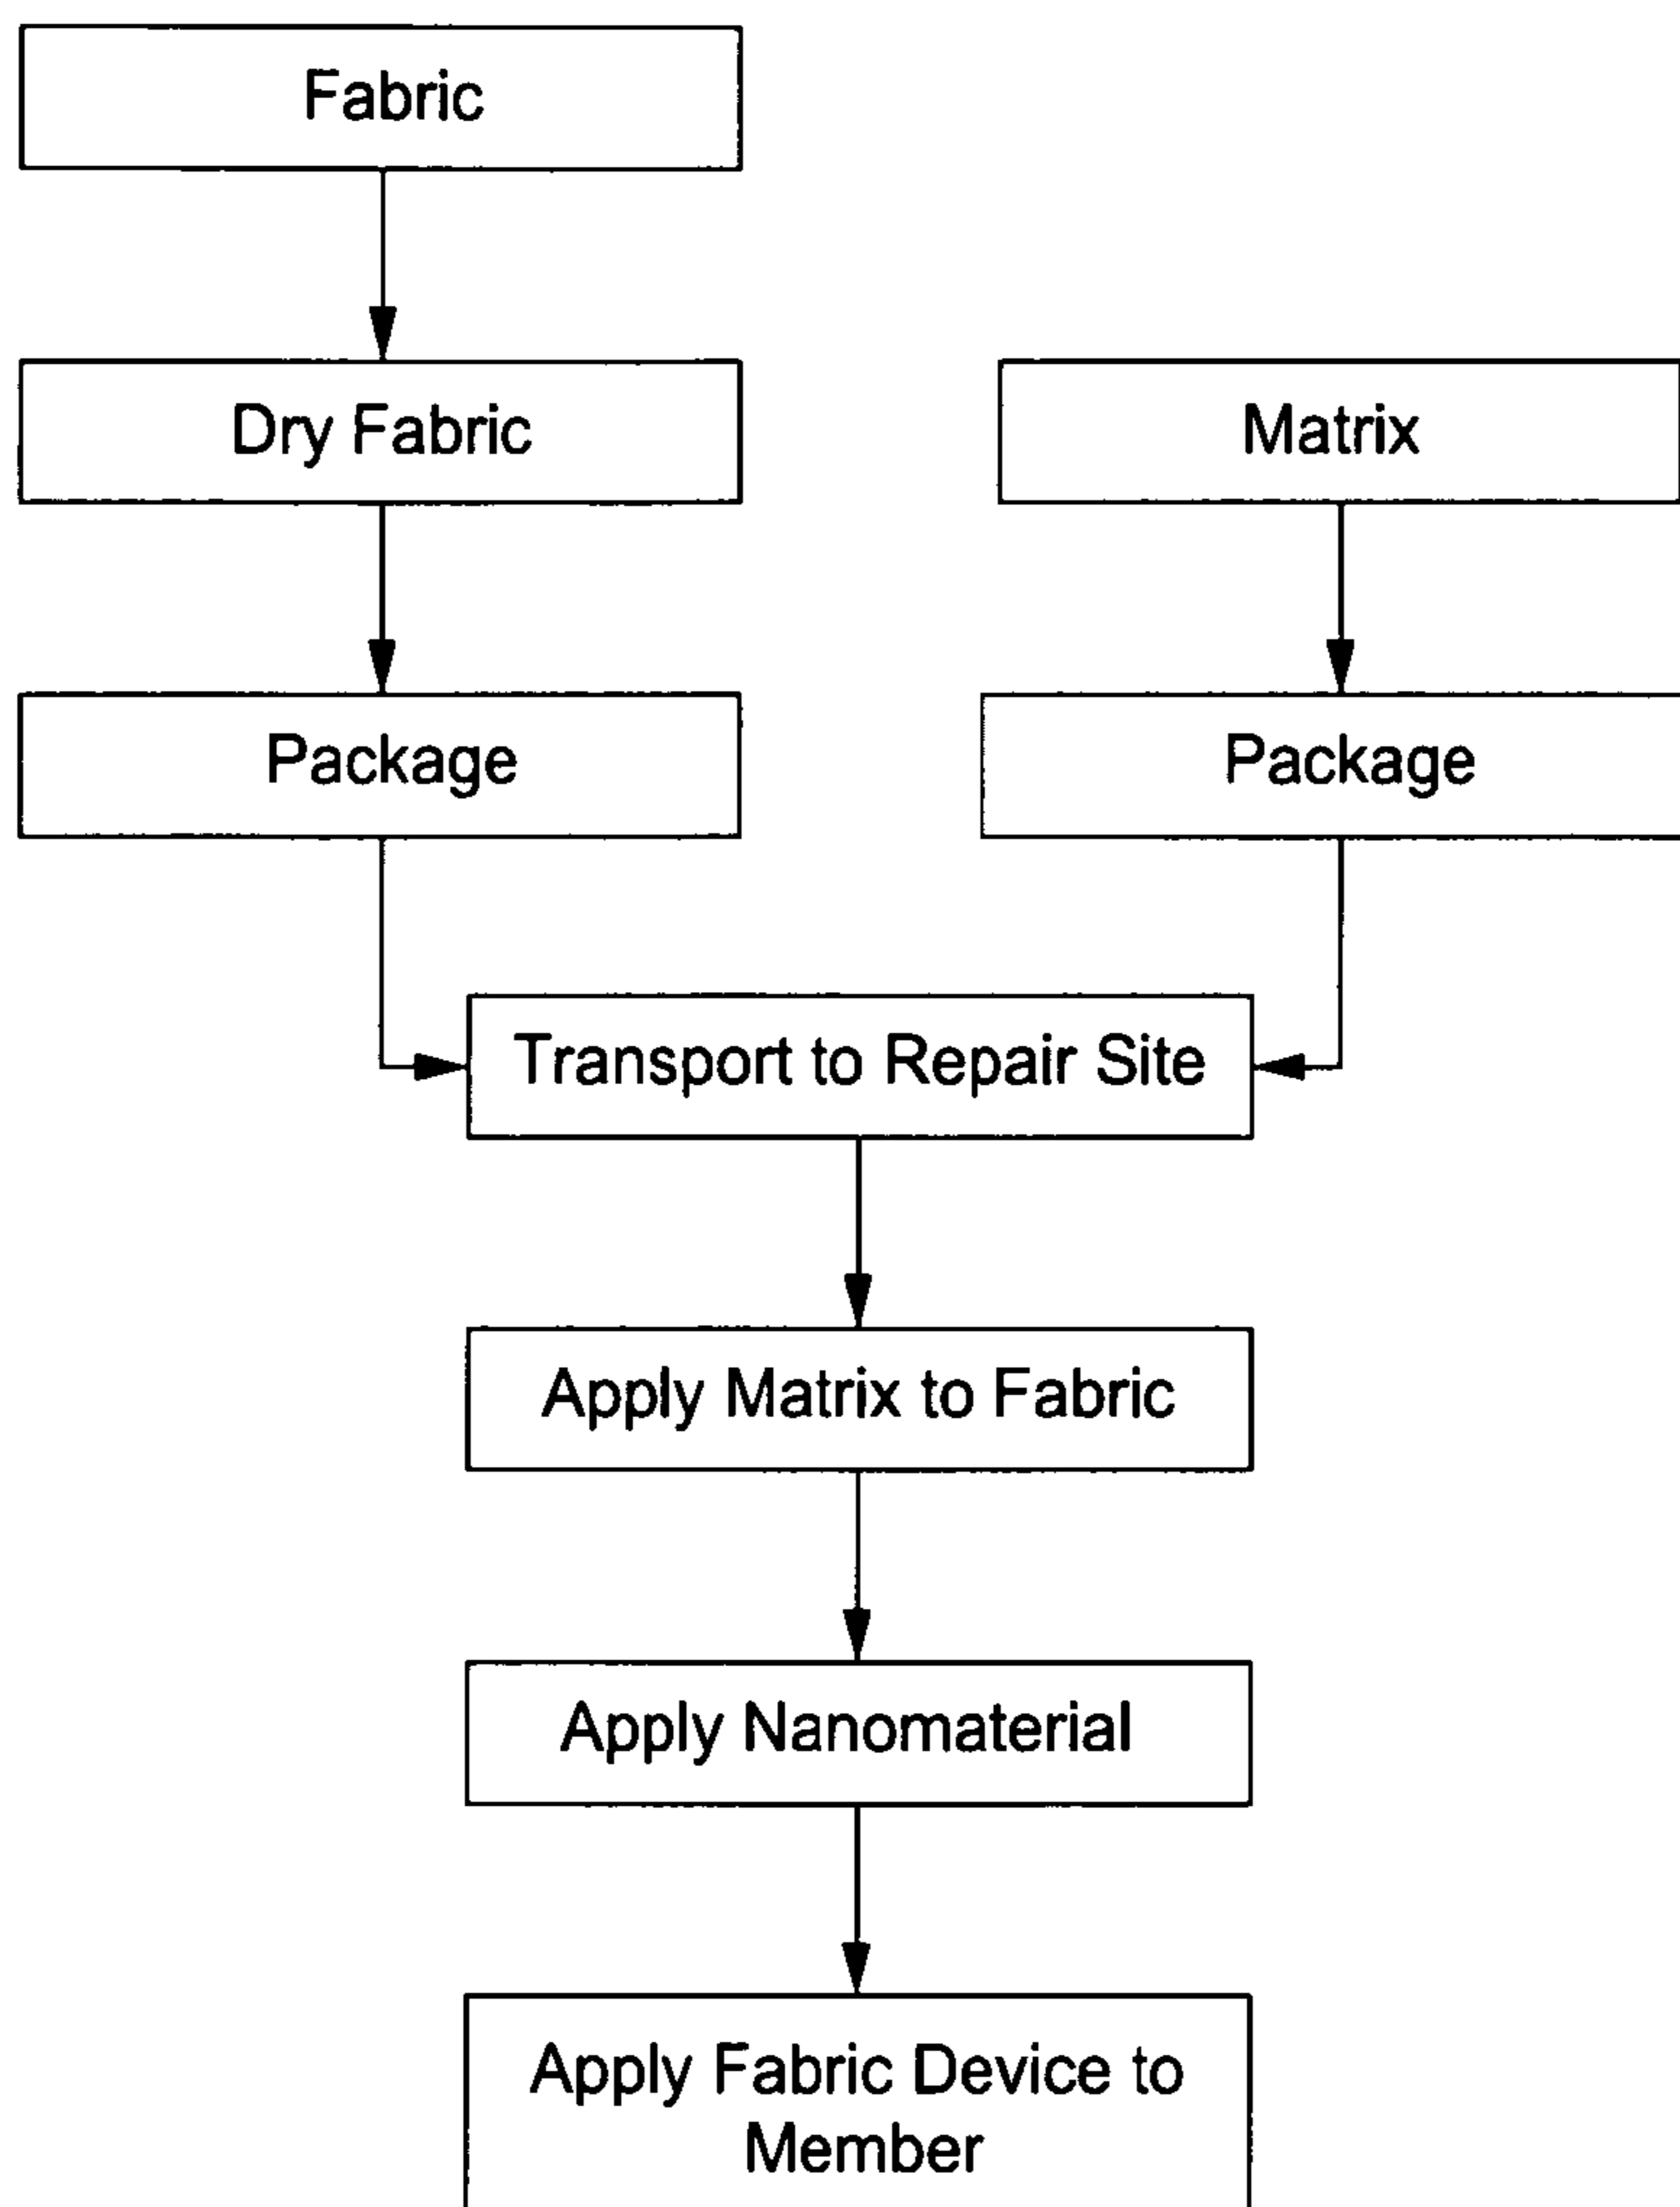 Fabric
Dry Fabric
Matrix
Package
Package
Transport to Repair Site
Apply Matrix to Fabric
Apply Nanomaterial
Apply Fabric Device to
Member